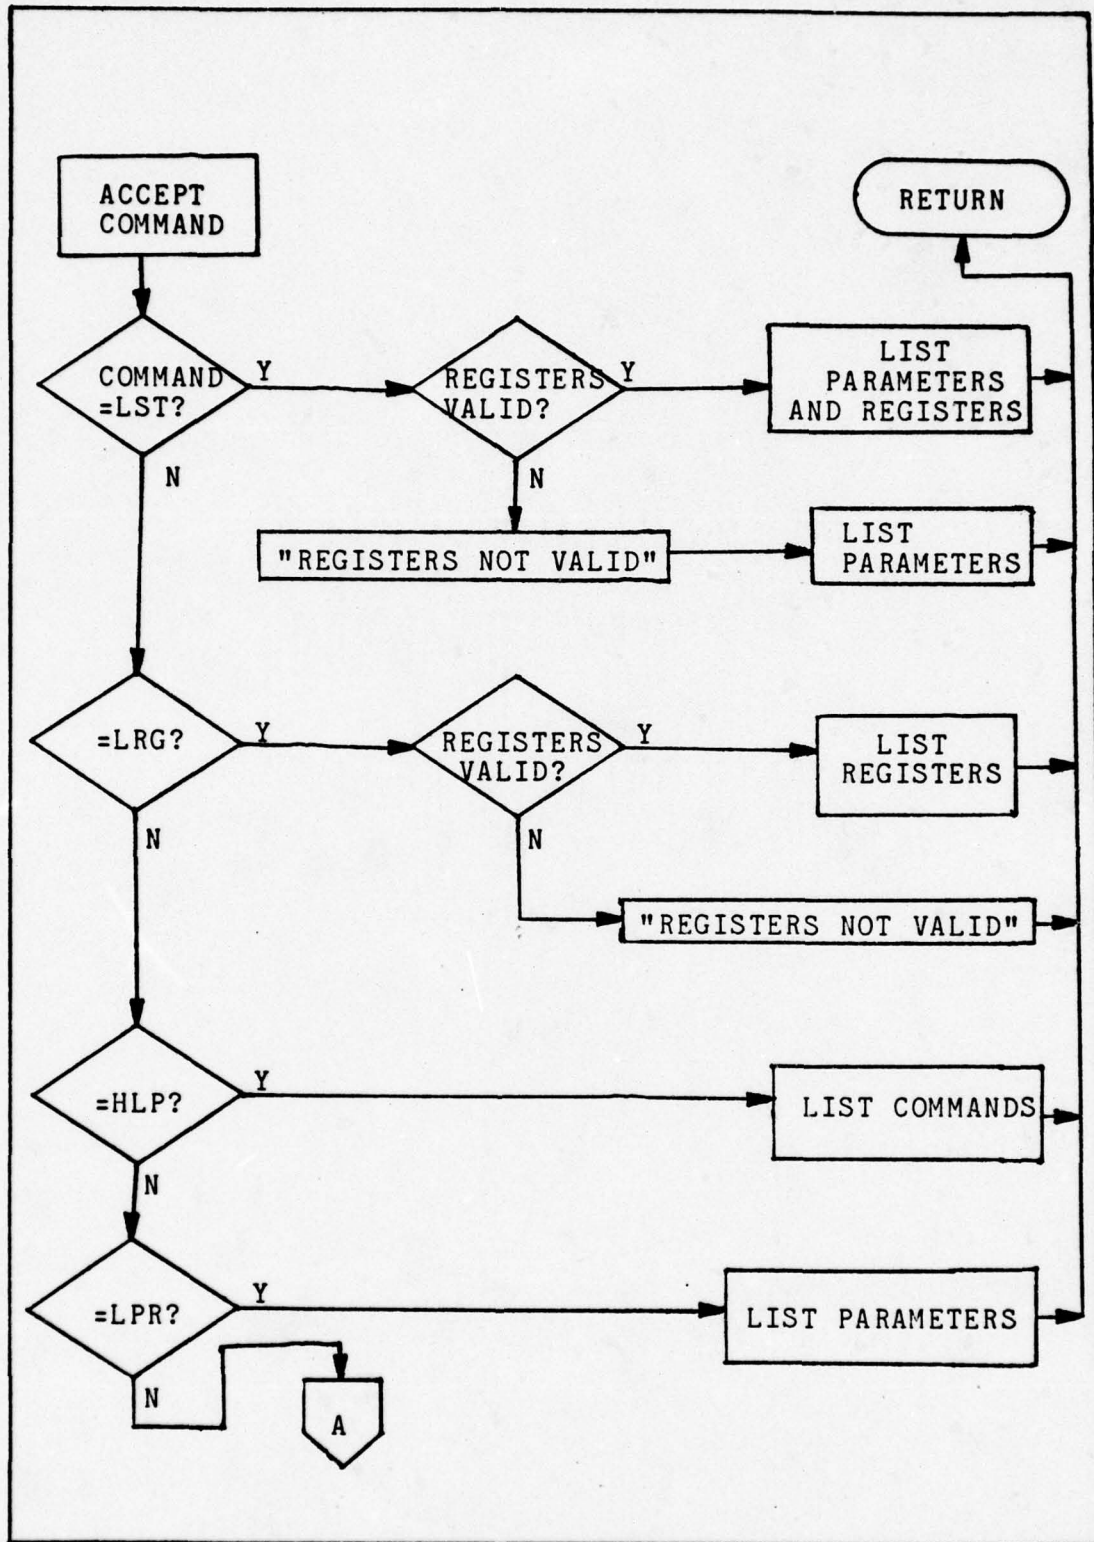 ACCEPT
COMMAND
RETURN
COMMAND
=LST?
Y
REGISTERS
VALID?
Y
LIST
PARAMETERS
AND REGISTERS
N
N
"REGISTERS NOT VALID"
LIST
PARAMETERS
=LRG?
Y
REGISTERS
VALID?
Y
LIST
REGISTERS
N
N
"REGISTERS NOT VALID"
=HLP?
Y
LIST COMMANDS
N
=LPR?
Y
LIST PARAMETERS
N
A